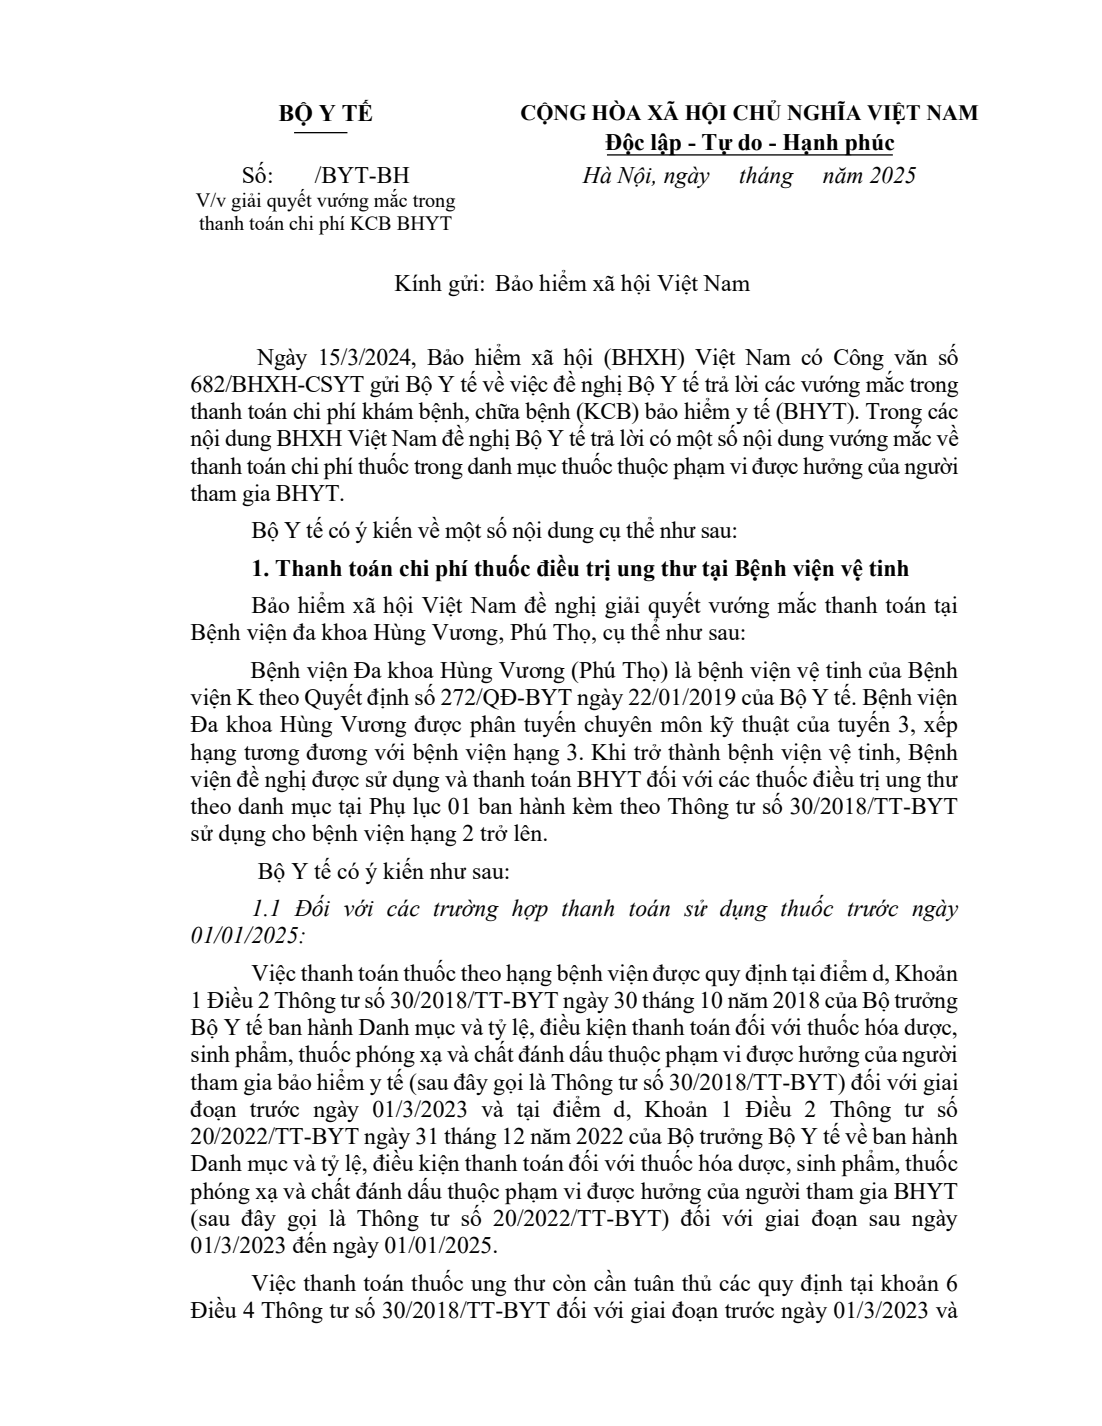 BỘ Y TẾ
CỘNG HÒA XÃ HỘI CHỦ NGHĨA VIỆT NAM
Độc lập - Tự do - Hạnh phúc
Số: /BYT-BH
Hà Nội, ngày tháng năm 2025
V/v giải quyết vướng mắc trong
thanh toán chi phí KCB BHYT
Kính gửi: Bảo hiểm xã hội Việt Nam
Ngày 15/3/2024, Bảo hiểm xã hội (BHXH) Việt Nam có Công văn số
682/BHXH-CSYT gửi Bộ Y tế về việc đề nghị Bộ Y tế trả lời các vướng mắc trong
thanh toán chi phí khám bệnh, chữa bệnh (KCB) bảo hiểm y tế (BHYT). Trong các
nội dung BHXH Việt Nam đề nghị Bộ Y tế trả lời có một số nội dung vướng mắc về
thanh toán chi phí thuốc trong danh mục thuốc thuộc phạm vi được hưởng của người
tham gia BHYT.
Bộ Y tế có ý kiến về một số nội dung cụ thể như sau:
1. Thanh toán chi phí thuốc điều trị ung thư tại Bệnh viện vệ tinh
Bảo hiểm xã hội Việt Nam đề nghị giải quyết vướng mắc thanh toán tại
Bệnh viện đa khoa Hùng Vương, Phú Thọ, cụ thể như sau:
Bệnh viện Đa khoa Hùng Vương (Phú Thọ) là bệnh viện vệ tinh của Bệnh
viện K theo Quyết định số 272/QĐ-BYT ngày 22/01/2019 của Bộ Y tế. Bệnh viện
Đa khoa Hùng Vương được phân tuyến chuyên môn kỹ thuật của tuyến 3, xếp
hạng tương đương với bệnh viện hạng 3. Khi trở thành bệnh viện vệ tinh, Bệnh
viện đề nghị được sử dụng và thanh toán BHYT đối với các thuốc điều trị ung thư
theo danh mục tại Phụ lục 01 ban hành kèm theo Thông tư số 30/2018/TT-BYT
sử dụng cho bệnh viện hạng 2 trở lên.
Bộ Y tế có ý kiến như sau:
1.1 Đối với các trường hợp thanh toán sử dụng thuốc trước ngày
01/01/2025:
Việc thanh toán thuốc theo hạng bệnh viện được quy định tại điểm d, Khoản
1 Điều 2 Thông tư số 30/2018/TT-BYT ngày 30 tháng 10 năm 2018 của Bộ trưởng
Bộ Y tế ban hành Danh mục và tỷ lệ, điều kiện thanh toán đối với thuốc hóa dược,
sinh phẩm, thuốc phóng xạ và chất đánh dấu thuộc phạm vi được hưởng của người
tham gia bảo hiểm y tế (sau đây gọi là Thông tư số 30/2018/TT-BYT) đối với giai
đoạn trước ngày 01/3/2023 và tại điểm d, Khoản 1 Điều 2 Thông tư số
20/2022/TT-BYT ngày 31 tháng 12 năm 2022 của Bộ trưởng Bộ Y tế về ban hành
Danh mục và tỷ lệ, điều kiện thanh toán đối với thuốc hóa dược, sinh phẩm, thuốc
phóng xạ và chất đánh dấu thuộc phạm vi được hưởng của người tham gia BHYT
(sau đây gọi là Thông tư số 20/2022/TT-BYT) đối với giai đoạn sau ngày
01/3/2023 đến ngày 01/01/2025.
Việc thanh toán thuốc ung thư còn cần tuân thủ các quy định tại khoản 6
Điều 4 Thông tư số 30/2018/TT-BYT đối với giai đoạn trước ngày 01/3/2023 và